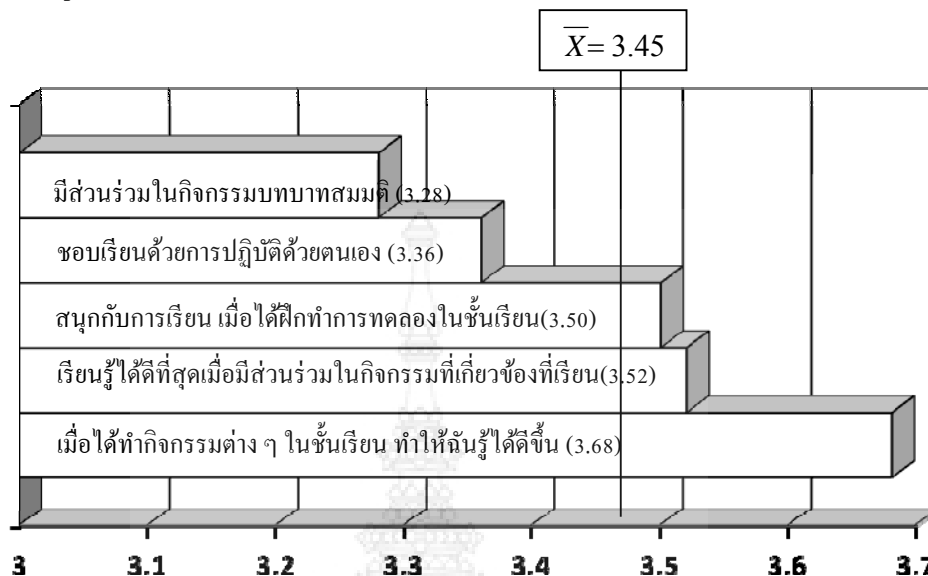 X̄ = 3.45
มีส่วนร่วมในกิจกรรมบทบาทสมมติ (3.28)
ชอบเรียนด้วยการปฏิบัติด้วยตนเอง (3.36)
สนุกกับการเรียน เมื่อได้ฝึกทำการทดลองในชั้นเรียน(3.50)
เรียนรู้ได้ดีที่สุดเมื่อมีส่วนร่วมในกิจกรรมที่เกี่ยวข้องที่เรียน(3.52)
เมื่อได้ทำกิจกรรมต่าง ๆ ในชั้นเรียน ทำให้ฉันรู้ได้ดีขึ้น (3.68)
3 3.1 3.2 3.3 3.4 3.5 3.6 3.7